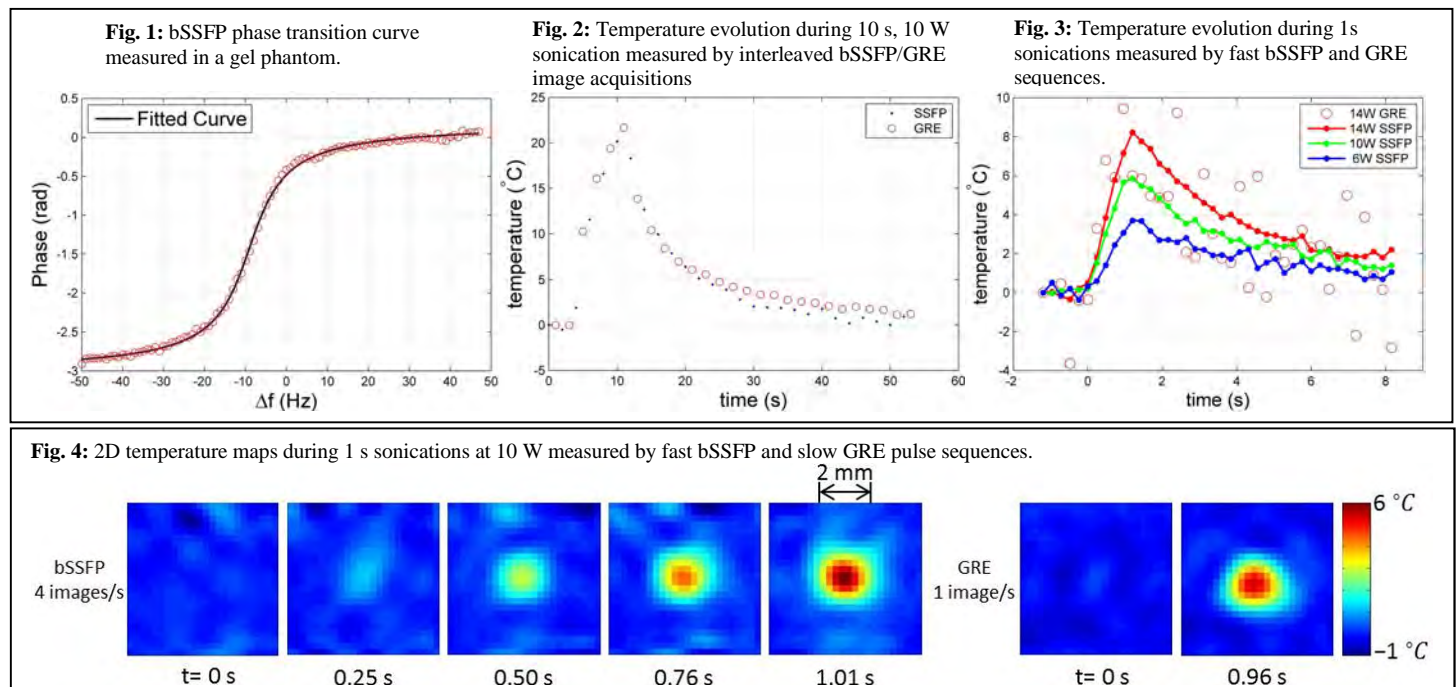 Fig. 1: bSSFP phase transition curve
measured in a gel phantom.
0.5
0
-0.5
-1
-1.5
-2
-2.5
-3
Phase (rad)
Fitted Curve
-50 -40 -30 -20 -10 0 10 20 30 40 50
Δf (Hz)
Fig. 2: Temperature evolution during 10 s, 10 W
sonication measured by interleaved bSSFP/GRE
image acquisitions
25
20
15
10
5
0
-5
temperature (°C)
SSFP
GRE
0 10 20 30 40 50 60
time (s)
Fig. 3: Temperature evolution during 1s
sonications measured by fast bSSFP and GRE
sequences.
10
8
6
4
2
0
-2
-4
temperature (°C)
14W GRE
14W SSFP
10W SSFP
6W SSFP
-2 0 2 4 6 8
time (s)
Fig. 4: 2D temperature maps during 1 s sonications at 10 W measured by fast bSSFP and slow GRE pulse sequences.
2 mm
bSSFP
4 images/s
t= 0 s 0.25 s 0.50 s 0.76 s 1.01 s
GRE
1 image/s
t= 0 s 0.96 s
6 °C
−1 °C